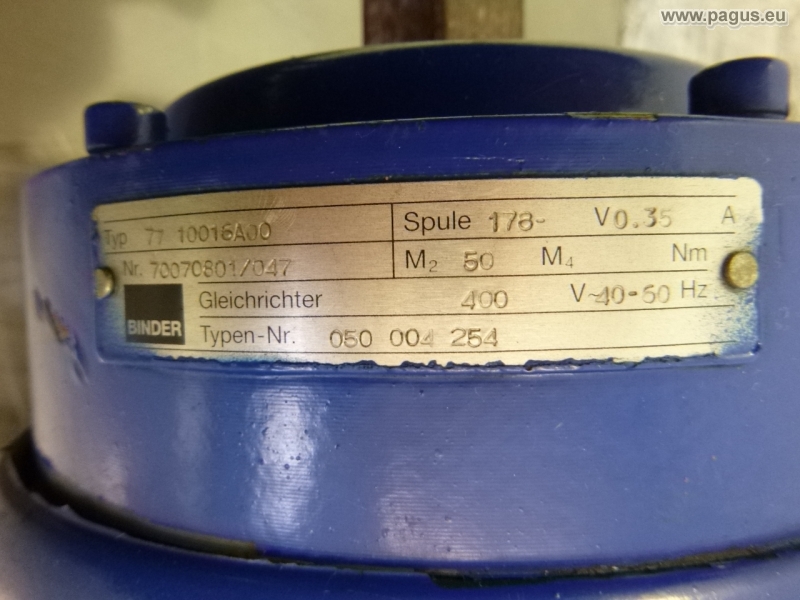 www.pagus.eu
Typ 77 10016A00
Spule 178- V 0.35 A
Nr. 70070801/047
M2 50 M4 Nm
BINDER
Gleichrichter 400 V~40-60 Hz
Typen-Nr. 050 004 254